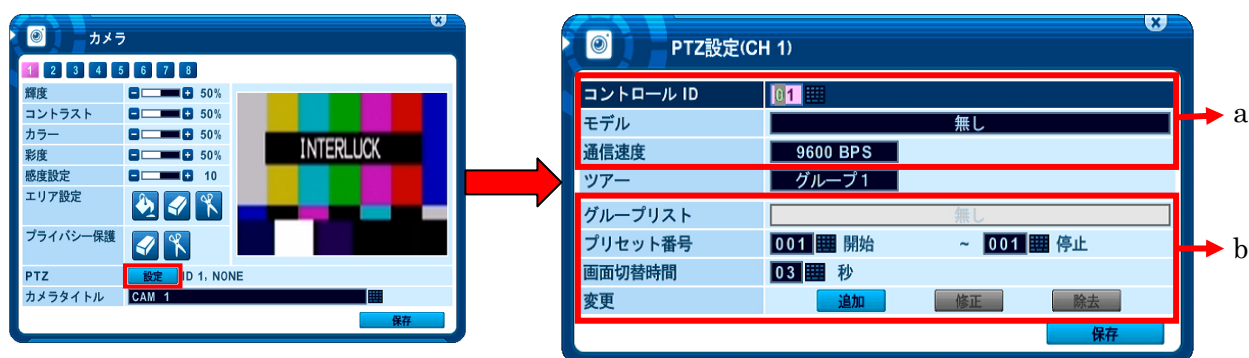 カメラ
1 2 3 4 5 6 7 8
輝度 50%
コントラスト 50%
カラー 50%
彩度 50%
感度設定 10
エリア設定
プライバシー保護
PTZ 設定 ID 1, NONE
カメラタイトル CAM 1
保存
INTERLUCK
PTZ設定(CH 1)
コントロール ID 01
モデル 無し
通信速度 9600 BPS
ツアー グループ1
グループリスト 無し
プリセット番号 001 開始 ~ 001 停止
画面切替時間 03 秒
変更 追加 修正 除去
保存
a
b